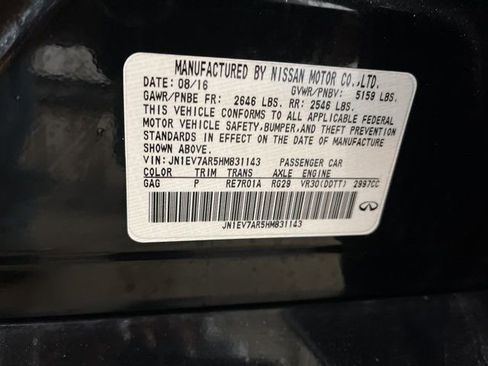 MANUFACTURED BY NISSAN MOTOR CO.,LTD.
DATE: 08/16 GVWR/PNBV: 5159 LBS.
GAWR/PNBE FR: 2646 LBS. RR: 2546 LBS.
THIS VEHICLE CONFORMS TO ALL APPLICABLE FEDERAL
MOTOR VEHICLE SAFETY,BUMPER,AND THEFT PREVENTION
STANDARDS IN EFFECT ON THE DATE OF MANUFACTURE
SHOWN ABOVE.
VIN: JN1EV7AR5HM831143 PASSENGER CAR
COLOR TRIM TRANS AXLE ENGINE
GAG P RE7R01A RG29 VR30(DDTT) 2997CC
JN1EV7AR5HM831143